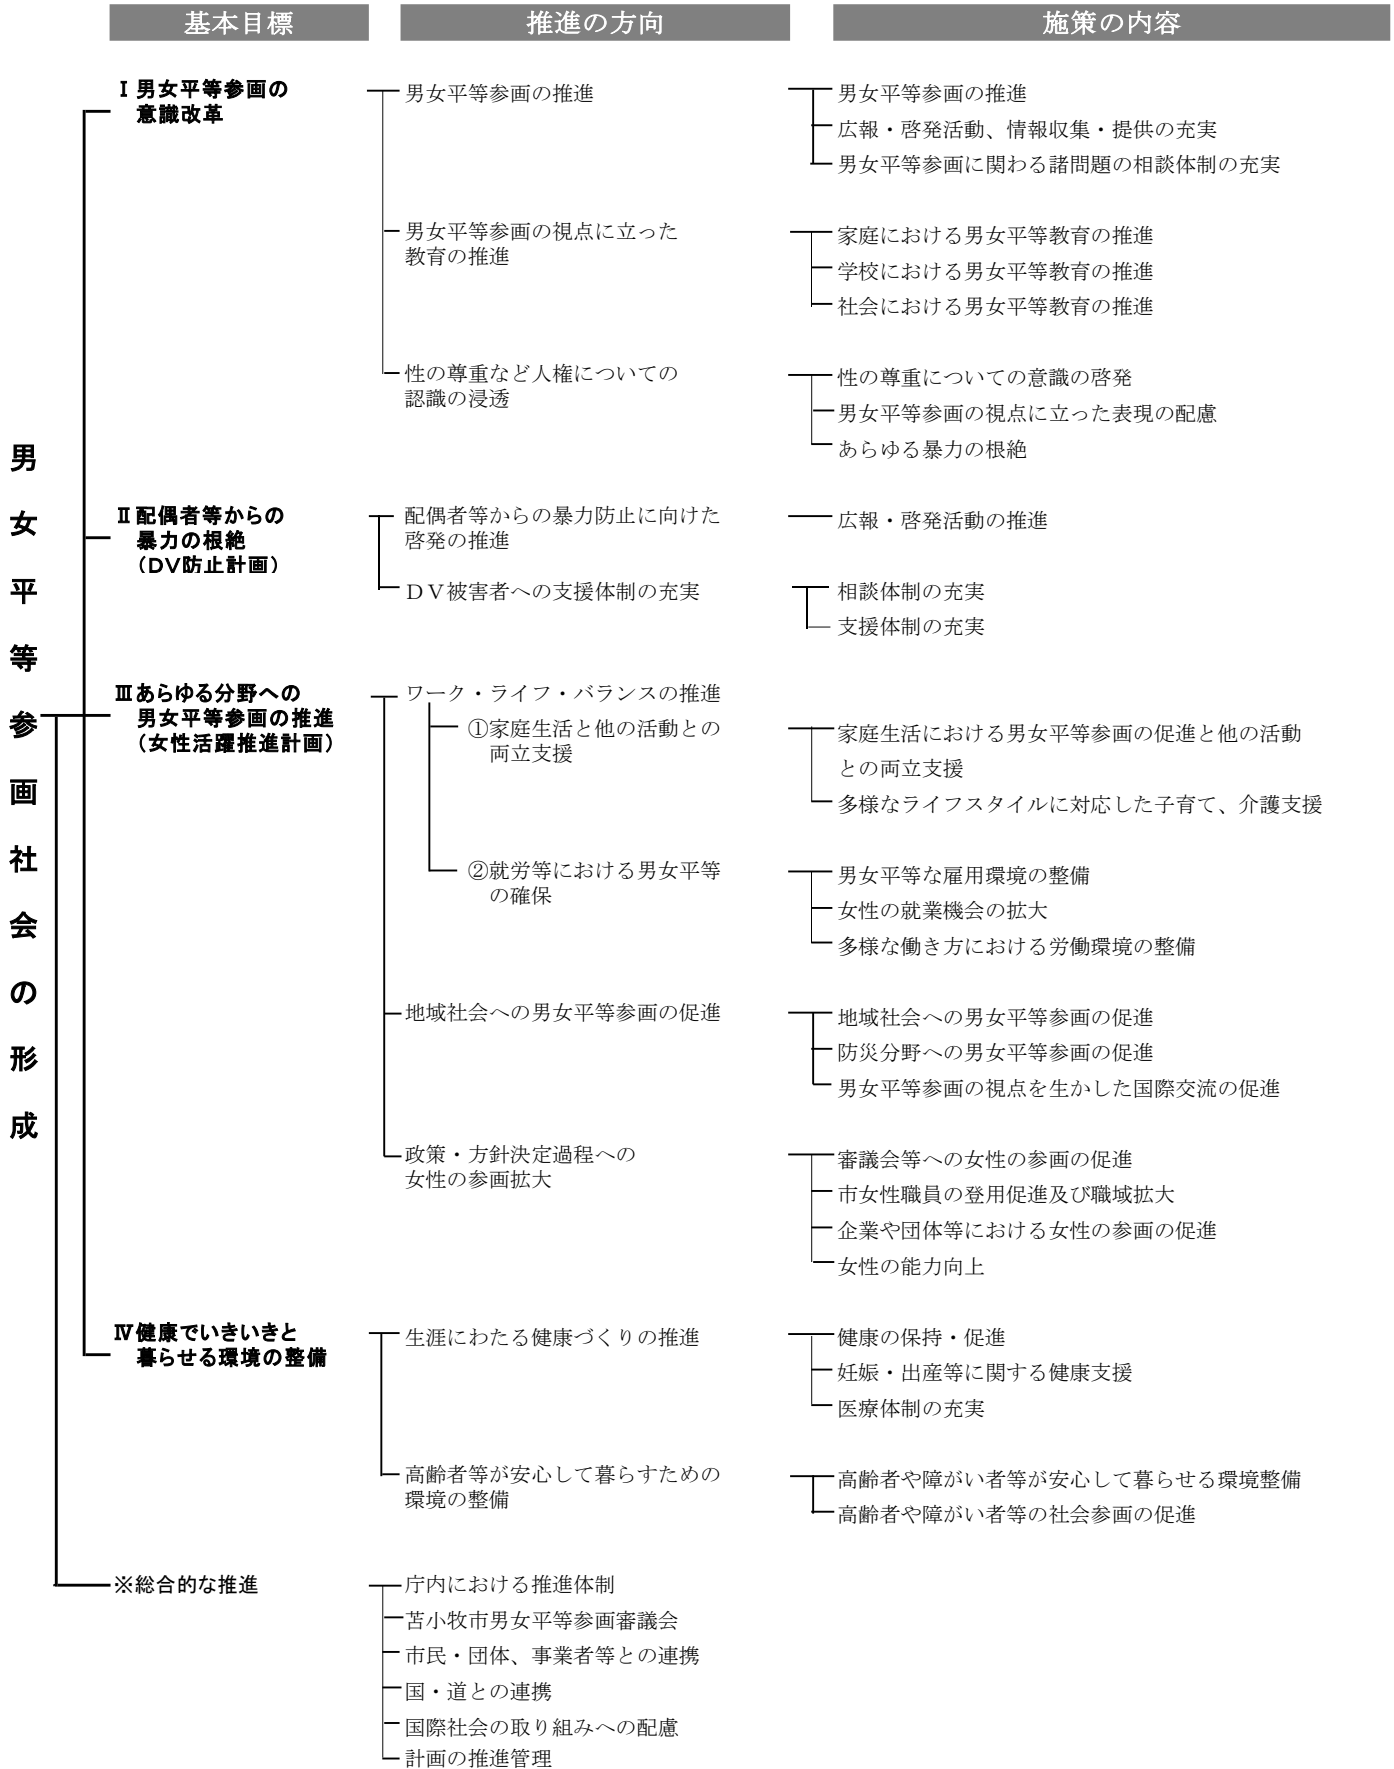 基本目標
推進の方向
施策の内容
男女平等参画社会の形成
Ⅰ 男女平等参画の
意識改革
男女平等参画の推進
男女平等参画の推進
広報・啓発活動、情報収集・提供の充実
男女平等参画に関わる諸問題の相談体制の充実
男女平等参画の視点に立った
教育の推進
家庭における男女平等教育の推進
学校における男女平等教育の推進
社会における男女平等教育の推進
性の尊重など人権についての
認識の浸透
性の尊重についての意識の啓発
男女平等参画の視点に立った表現の配慮
あらゆる暴力の根絶
Ⅱ 配偶者等からの
暴力の根絶
（DV防止計画）
配偶者等からの暴力防止に向けた
啓発の推進
広報・啓発活動の推進
ＤＶ被害者への支援体制の充実
相談体制の充実
支援体制の充実
Ⅲ あらゆる分野への
男女平等参画の推進
（女性活躍推進計画）
ワーク・ライフ・バランスの推進
①家庭生活と他の活動との
両立支援
家庭生活における男女平等参画の促進と他の活動
との両立支援
多様なライフスタイルに対応した子育て、介護支援
②就労等における男女平等
の確保
男女平等な雇用環境の整備
女性の就業機会の拡大
多様な働き方における労働環境の整備
地域社会への男女平等参画の促進
地域社会への男女平等参画の促進
防災分野への男女平等参画の促進
男女平等参画の視点を生かした国際交流の促進
政策・方針決定過程への
女性の参画拡大
審議会等への女性の参画の促進
市女性職員の登用促進及び職域拡大
企業や団体等における女性の参画の促進
女性の能力向上
Ⅳ 健康でいきいきと
暮らせる環境の整備
生涯にわたる健康づくりの推進
健康の保持・促進
妊娠・出産等に関する健康支援
医療体制の充実
高齢者等が安心して暮らすための
環境の整備
高齢者や障がい者等が安心して暮らせる環境整備
高齢者や障がい者等の社会参画の促進
※総合的な推進
庁内における推進体制
苫小牧市男女平等参画審議会
市民・団体、事業者等との連携
国・道との連携
国際社会の取り組みへの配慮
計画の推進管理